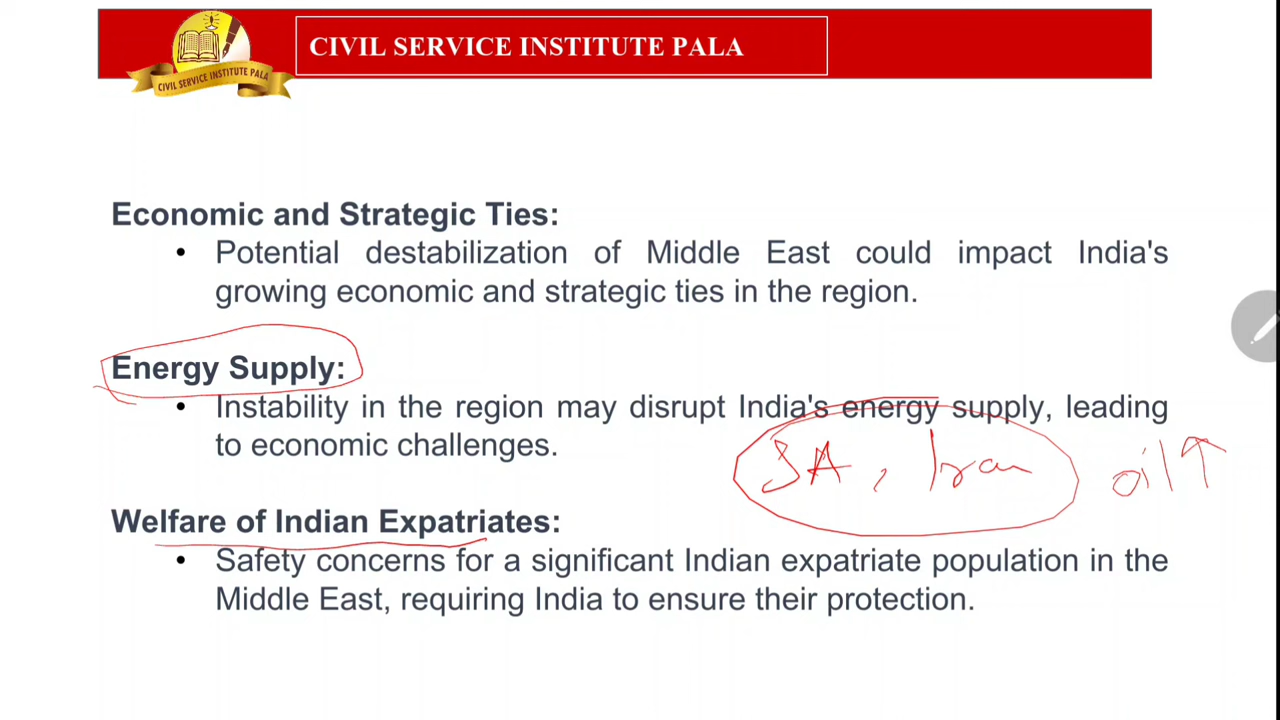 CIVIL SERVICE INSTITUTE PALA
CIVIL SERVICE INSTITUTE PALA
Economic and Strategic Ties:
• Potential destabilization of Middle East could impact India's
growing economic and strategic ties in the region.
Energy Supply:
• Instability in the region may disrupt India's energy supply, leading
to economic challenges.
SA, Iran oil↑
Welfare of Indian Expatriates:
• Safety concerns for a significant Indian expatriate population in the
Middle East, requiring India to ensure their protection.